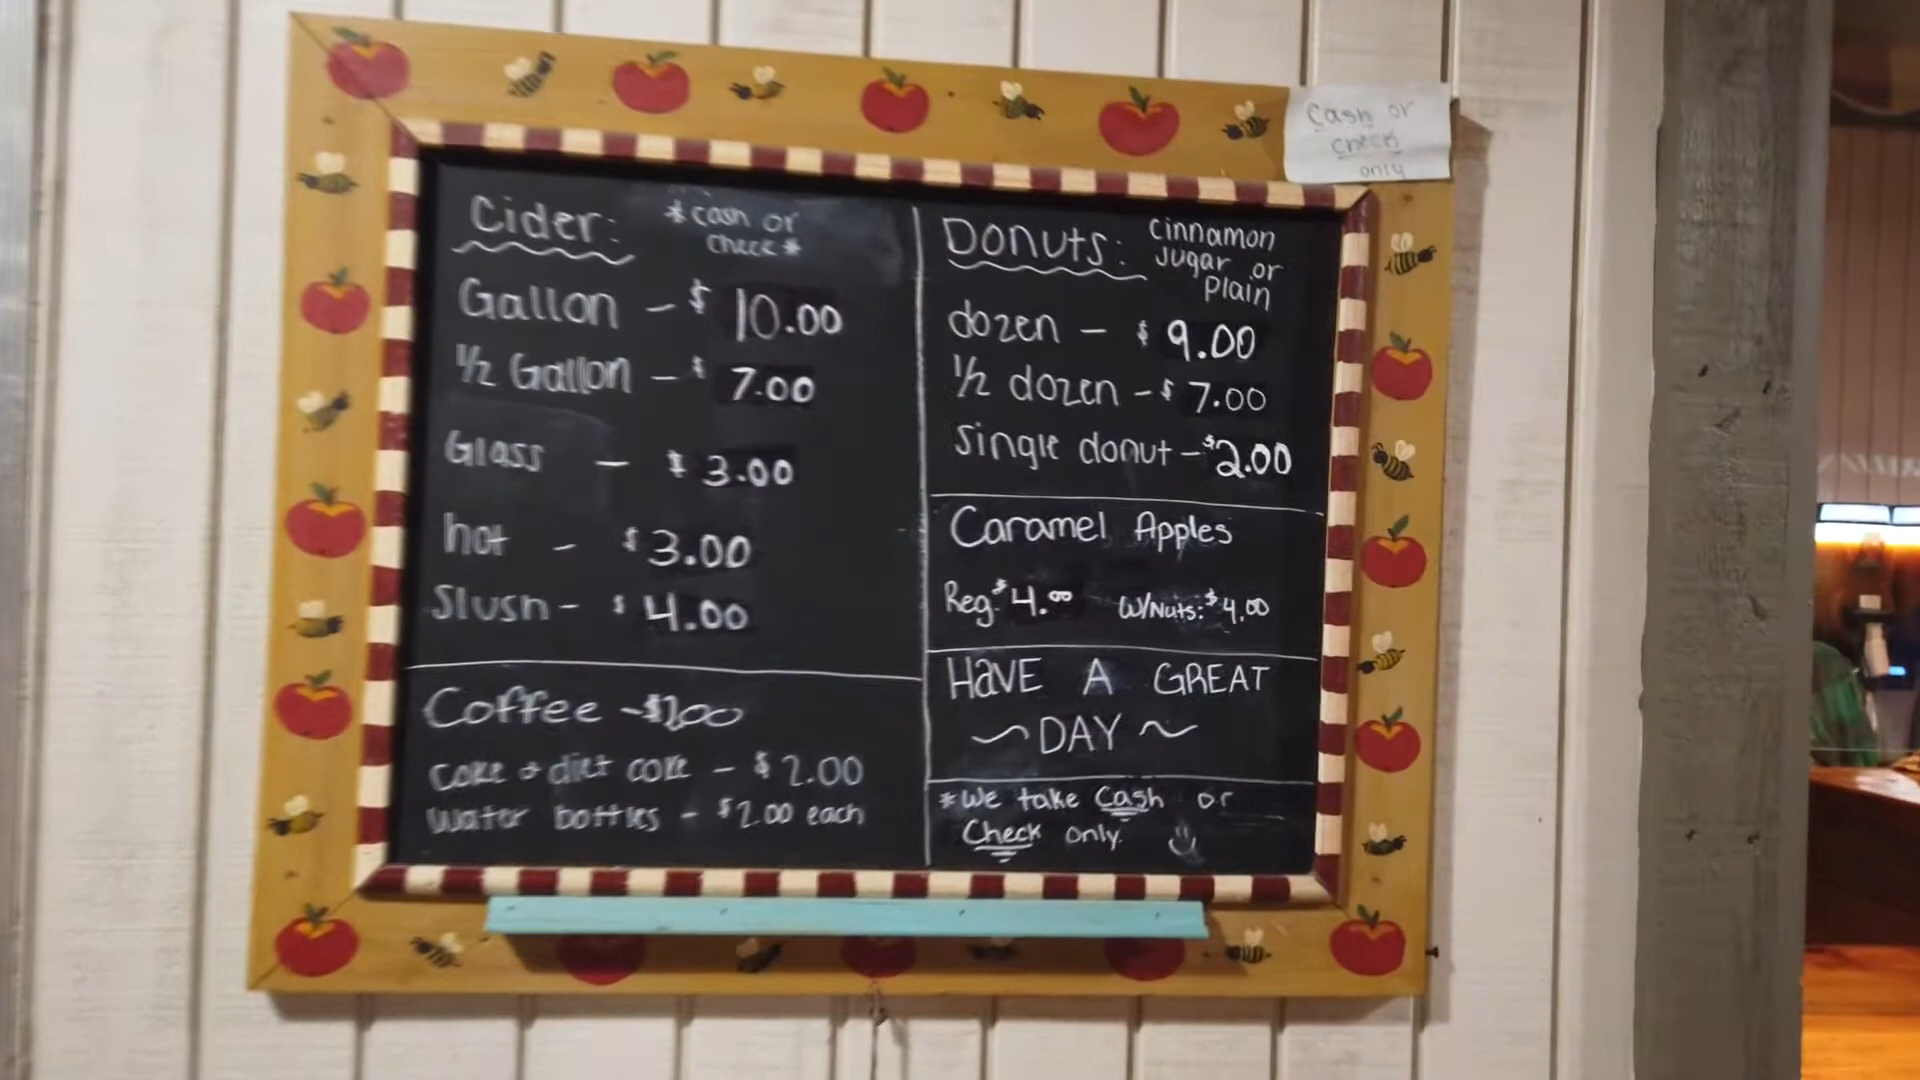 Cash or
check
only
Cider:
*cash or
check*
Gallon - $ 10.00
1/2 Gallon - $ 7.00
Glass - $ 3.00
hot - $ 3.00
Slush - $ 4.00
Coffee - $2.00
coke + diet coke - $ 2.00
water bottles - $2.00 each
Donuts:
cinnamon
sugar or
Plain
dozen - $ 9.00
1/2 dozen - $ 7.00
single donut - $2.00
Caramel Apples
Reg: $4.00 W/Nuts: $4.00
HaVE A GREAT
~DAY~
*We take Cash or
Check only.